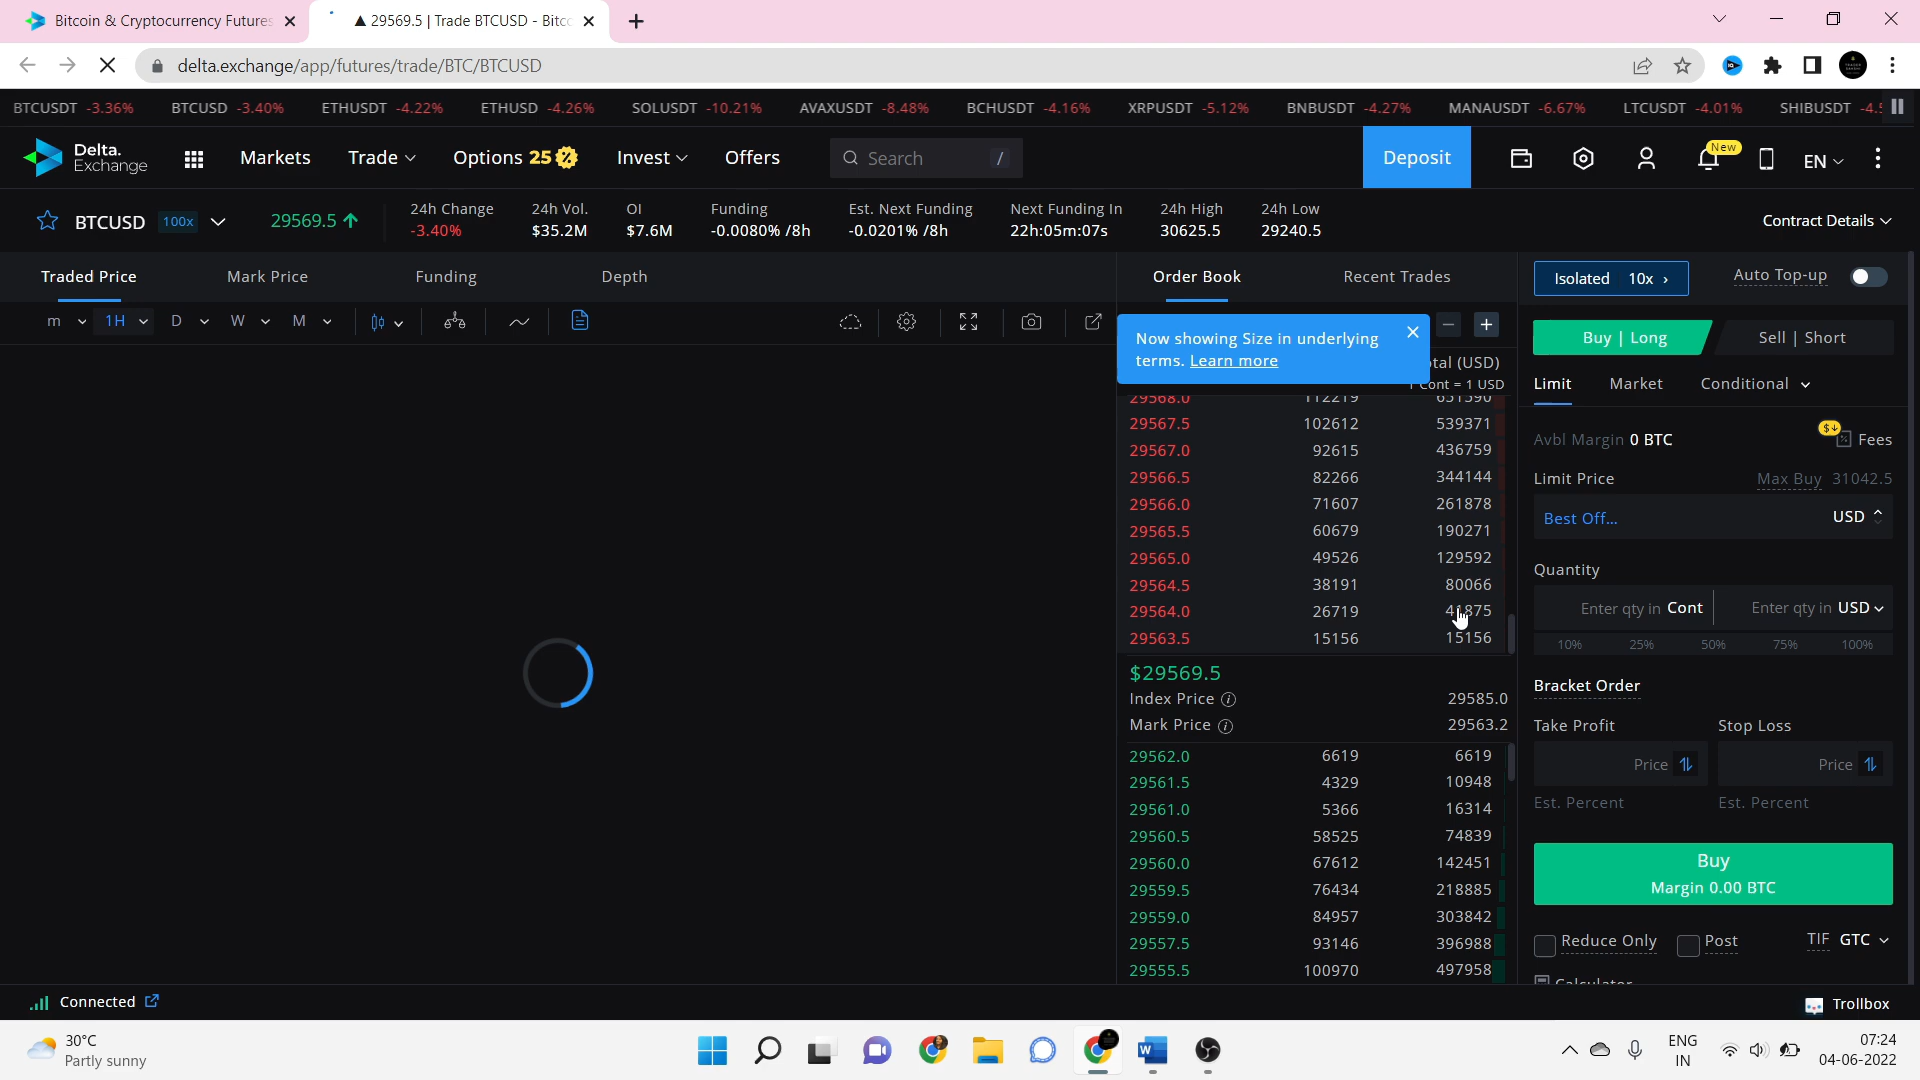 Bitcoin & Cryptocurrency Futures
▲ 29569.5 | Trade BTCUSD - Bitc
delta.exchange/app/futures/trade/BTC/BTCUSD
BTCUSDT -3.36% BTCUSD -3.40% ETHUSDT -4.22% ETHUSD -4.26% SOLUSDT -10.21% AVAXUSDT -8.48% BCHUSDT -4.16% XRPUSDT -5.12% BNBUSDT -4.27% MANAUSDT -6.67% LTCUSDT -4.01% SHIBUSDT
Delta. Exchange
Markets Trade Options 25 Invest Offers Search / Deposit New EN
BTCUSD 100x 29569.5
24h Change 24h Vol. OI Funding Est. Next Funding Next Funding In 24h High 24h Low
-3.40% $35.2M $7.6M -0.0080% /8h -0.0201% /8h 22h:05m:07s 30625.5 29240.5
Contract Details
Traded Price Mark Price Funding Depth
m 1H D W M
Order Book Recent Trades
Now showing Size in underlying
terms. Learn more
tal (USD)
1 Cont = 1 USD
29568.0 112219 651590
29567.5 102612 539371
29567.0 92615 436759
29566.5 82266 344144
29566.0 71607 261878
29565.5 60679 190271
29565.0 49526 129592
29564.5 38191 80066
29564.0 26719 41875
29563.5 15156 15156
$29569.5
Index Price 29585.0
Mark Price 29563.2
29562.0 6619 6619
29561.5 4329 10948
29561.0 5366 16314
29560.5 58525 74839
29560.0 67612 142451
29559.5 76434 218885
29559.0 84957 303842
29557.5 93146 396988
29555.5 100970 497958
Isolated 10x › Auto Top-up
Buy | Long Sell | Short
Limit Market Conditional
Avbl Margin 0 BTC Fees
Limit Price Max Buy 31042.5
Best Off... USD
Quantity
Enter qty in Cont Enter qty in USD
10% 25% 50% 75% 100%
Bracket Order
Take Profit Stop Loss
Price Price
Est. Percent Est. Percent
Buy
Margin 0.00 BTC
Reduce Only Post TIF GTC
Calculator
Connected
Trollbox
30°C
Partly sunny
ENG
IN
07:24
04-06-2022